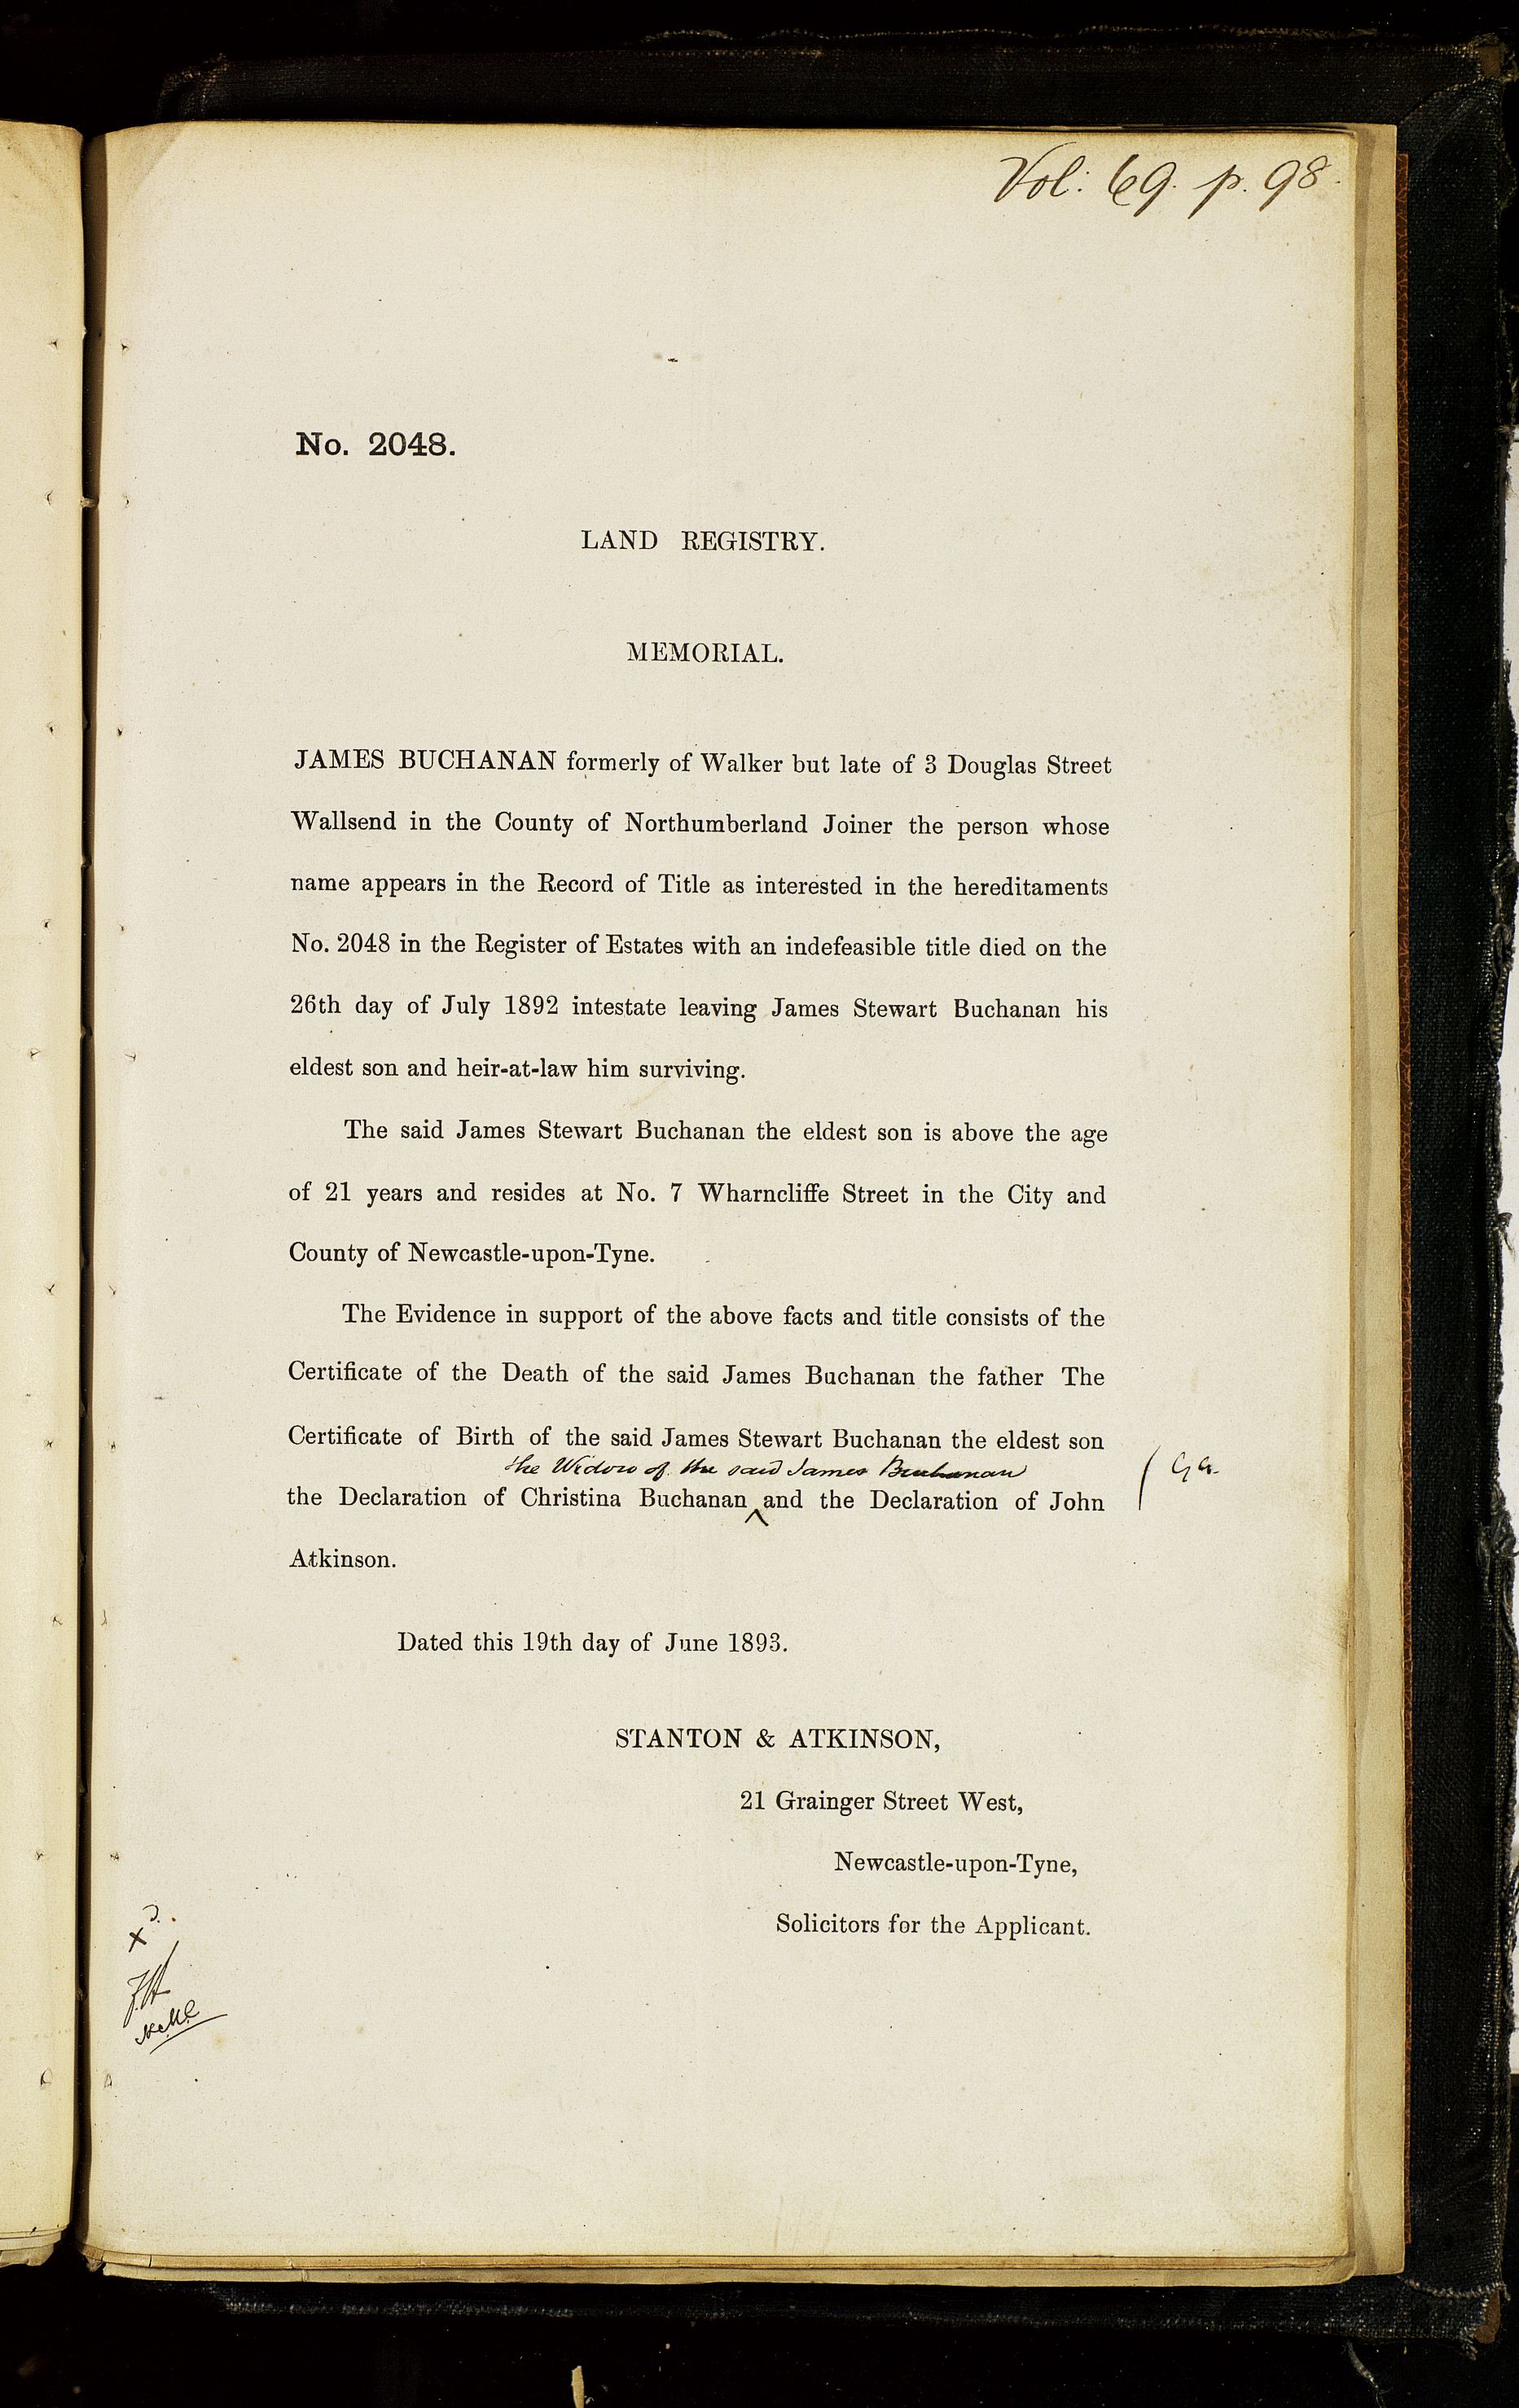 Vol: 69. p. 98.
No. 2048.
LAND REGISTRY.
MEMORIAL.
JAMES BUCHANAN formerly of Walker but late of 3 Douglas Street
Wallsend in the County of Northumberland Joiner the person whose
name appears in the Record of Title as interested in the hereditaments
No. 2048 in the Register of Estates with an indefeasible title died on the
26th day of July 1892 intestate leaving James Stewart Buchanan his
eldest son and heir-at-law him surviving.
The said James Stewart Buchanan the eldest son is above the age
of 21 years and resides at No. 7 Wharncliffe Street in the City and
County of Newcastle-upon-Tyne.
The Evidence in support of the above facts and title consists of the
Certificate of the Death of the said James Buchanan the father The
Certificate of Birth of the said James Stewart Buchanan the eldest son
the Widow of the said James Buchanan
the Declaration of Christina Buchanan ^ and the Declaration of John
Atkinson.
Dated this 19th day of June 1893.
STANTON & ATKINSON,
21 Grainger Street West,
Newcastle-upon-Tyne,
Solicitors for the Applicant.